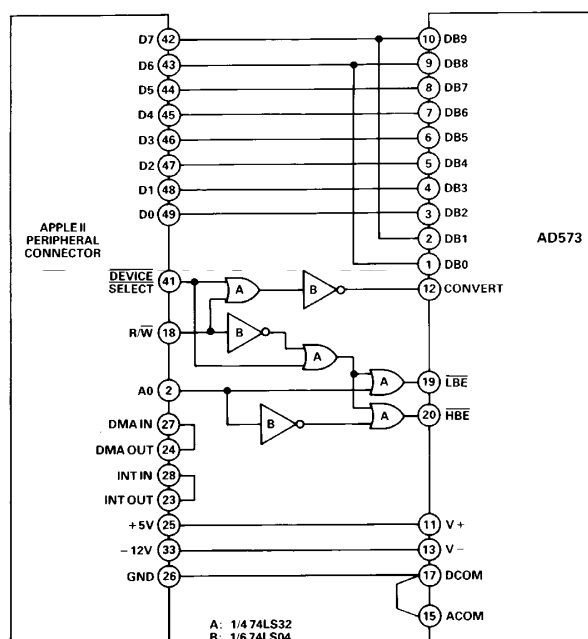 D7 42 10 DB9
D6 43 9 DB8
D5 44 8 DB7
D4 45 7 DB6
D3 46 6 DB5
D2 47 5 DB4
D1 48 4 DB3
D0 49 3 DB2
2 DB1
1 DB0
APPLE II
PERIPHERAL
CONNECTOR
AD573
DEVICE
SELECT 41 A B 12 CONVERT
R/W 18 B A
A0 2 A 19 LBE
B A 20 HBE
DMA IN 27
DMA OUT 24
INT IN 28
INT OUT 23
+5V 25 11 V+
-12V 33 13 V-
GND 26 17 DCOM
15 ACOM
A: 1/4 74LS32
B: 1/6 74LS04